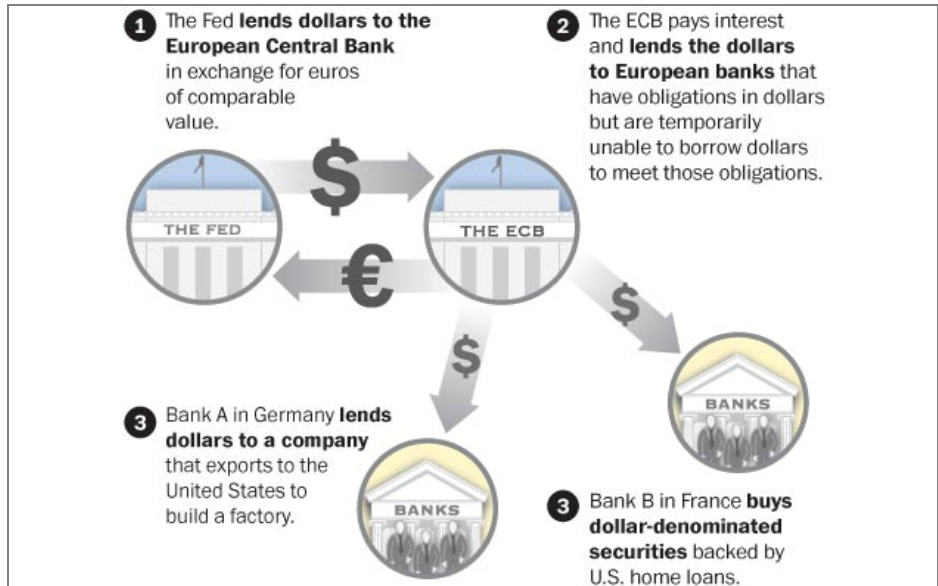 1 The Fed lends dollars to the
European Central Bank
in exchange for euros
of comparable
value.
2 The ECB pays interest
and lends the dollars
to European banks that
have obligations in dollars
but are temporarily
unable to borrow dollars
to meet those obligations.
$
THE FED
THE ECB
€
$
$
BANKS
3 Bank A in Germany lends
dollars to a company
that exports to the
United States to
build a factory.
BANKS
3 Bank B in France buys
dollar-denominated
securities backed by
U.S. home loans.